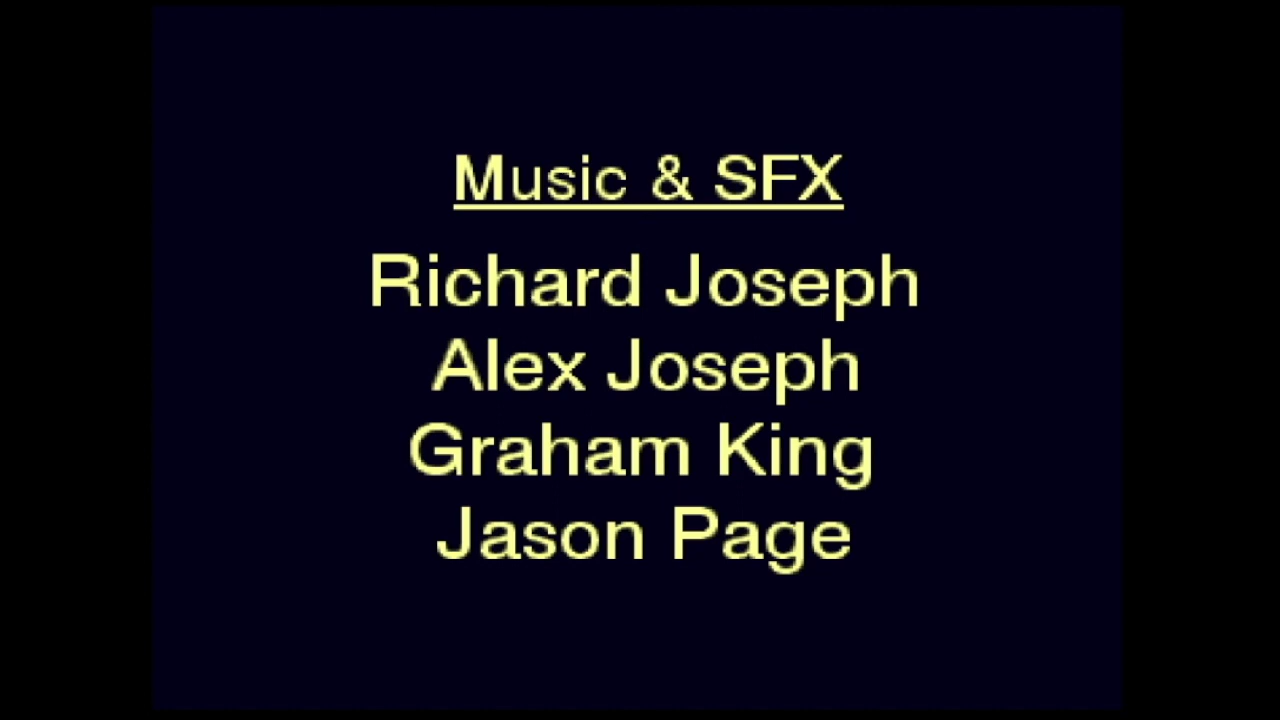 Music & SFX
Richard Joseph
Alex Joseph
Graham King
Jason Page